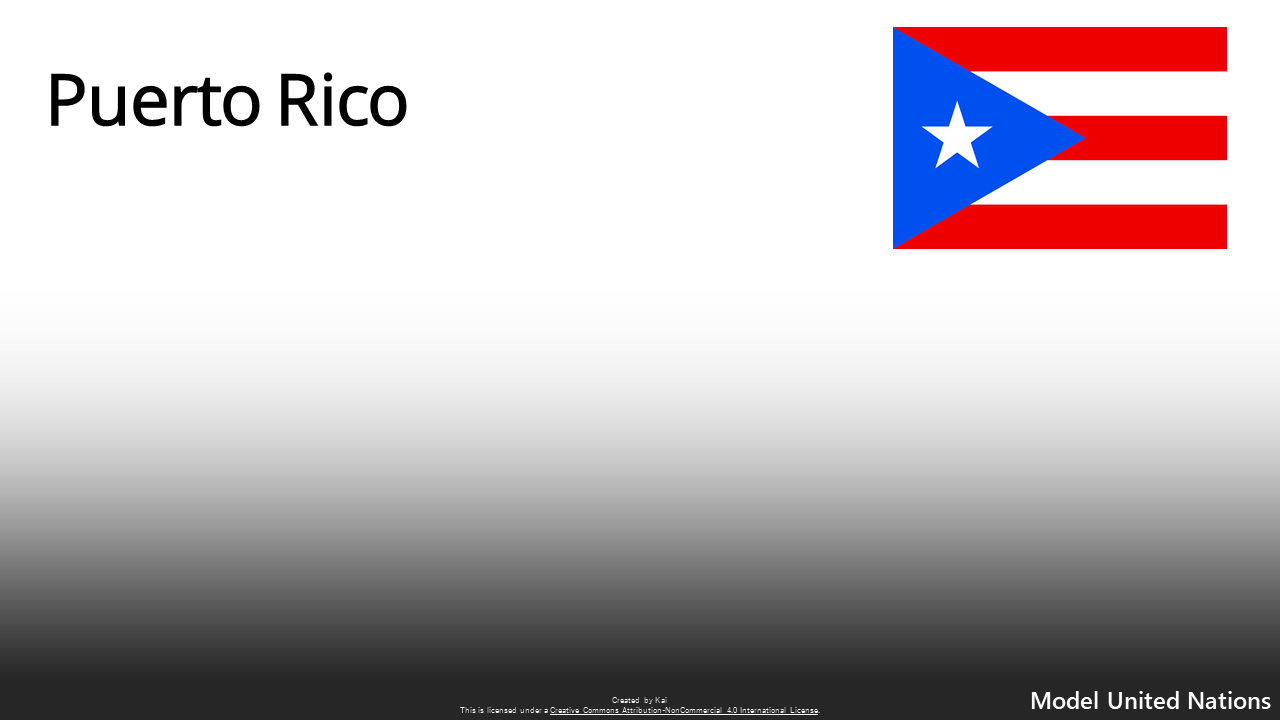 Puerto Rico
Created by Kai
This is licensed under a Creative Commons Attribution-NonCommercial 4.0 International License.
Model United Nations